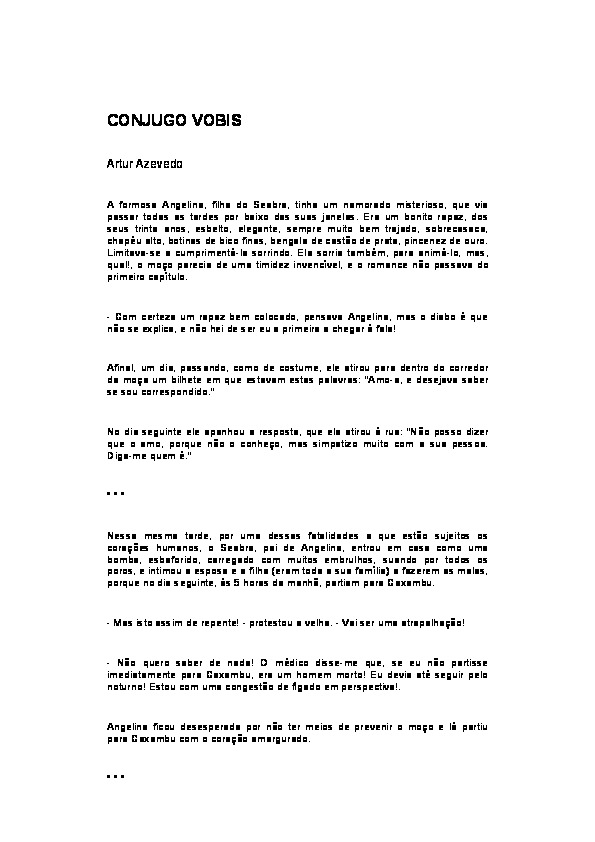 CONJUGO VOBIS
Artur Azevedo
A formosa Angelina, filha do Seabra, tinha um namorado misterioso, que via
passar todas as tardes por baixo das suas janelas. Era um bonito rapaz, dos
seus trinta anos, esbelto, elegante, sempre muito bem trajado, sobrecasaca,
chapéu alto, botinas de bico fino, bengala de castão de prata, pincenez de ouro.
Limitava-se a cumprimentá-la sorrindo. Ela sorria também, para animá-lo, mas,
qual!, o moço parecia de uma timidez invencível, e o romance não passava do
primeiro capítulo.
- Com certeza um rapaz bem colocado, pensava Angelina, mas o diabo é que
não se explica, e não hei de ser eu a primeira a chegar à fala!
Afinal, um dia, passando, como de costume, ele atirou para dentro do corredor
da moça um bilhete em que estavam estas palavras: "Amo-a, e desejava saber
se sou correspondido."
No dia seguinte ele apanhou a resposta, que ela atirou à rua: "Não posso dizer
que o amo, porque não o conheço, mas simpatizo muito com a sua pessoa.
Diga-me quem é."
* * *
Nessa mesma tarde, por uma dessas fatalidades a que estão sujeitos os
corações humanos, o Seabra, pai de Angelina, entrou em casa como uma
bomba, esbaforido, carregado com muitos embrulhos, suando por todos os
poros, e intimou a esposa e a filha (eram toda a sua família) a fazerem as malas,
porque no dia seguinte, às 5 horas da manhã, partiam para Caxambu.
- Mas isto assim de repente! - protestou a velha. - Vai ser uma atrapalhação!
- Não quero saber de nada! O médico disse-me que, se eu não partisse
imediatamente para Caxambu, era um homem morto! Eu devia até seguir pelo
noturno! Estou com uma congestão de fígado em perspectiva!.
Angelina ficou desesperada por não ter meios de prevenir o moço e lá partiu
para Caxambu com o coração amargurado.
* * *